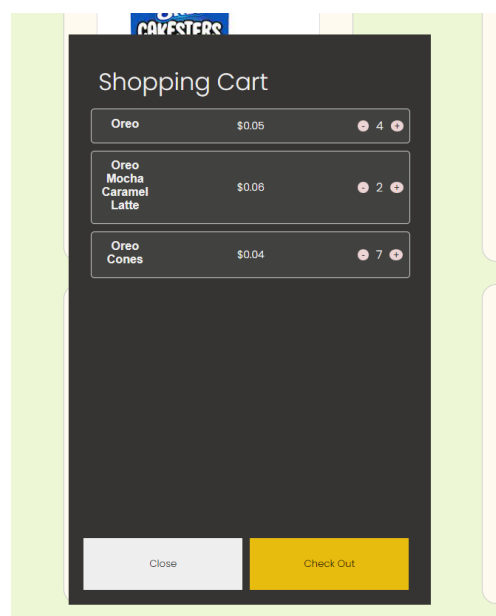 CAKESTERS
Shopping Cart
Oreo $0.05 - 4 +
Oreo
Mocha
Caramel
Latte
$0.06 - 2 +
Oreo
Cones
$0.04 - 7 +
Close Check Out